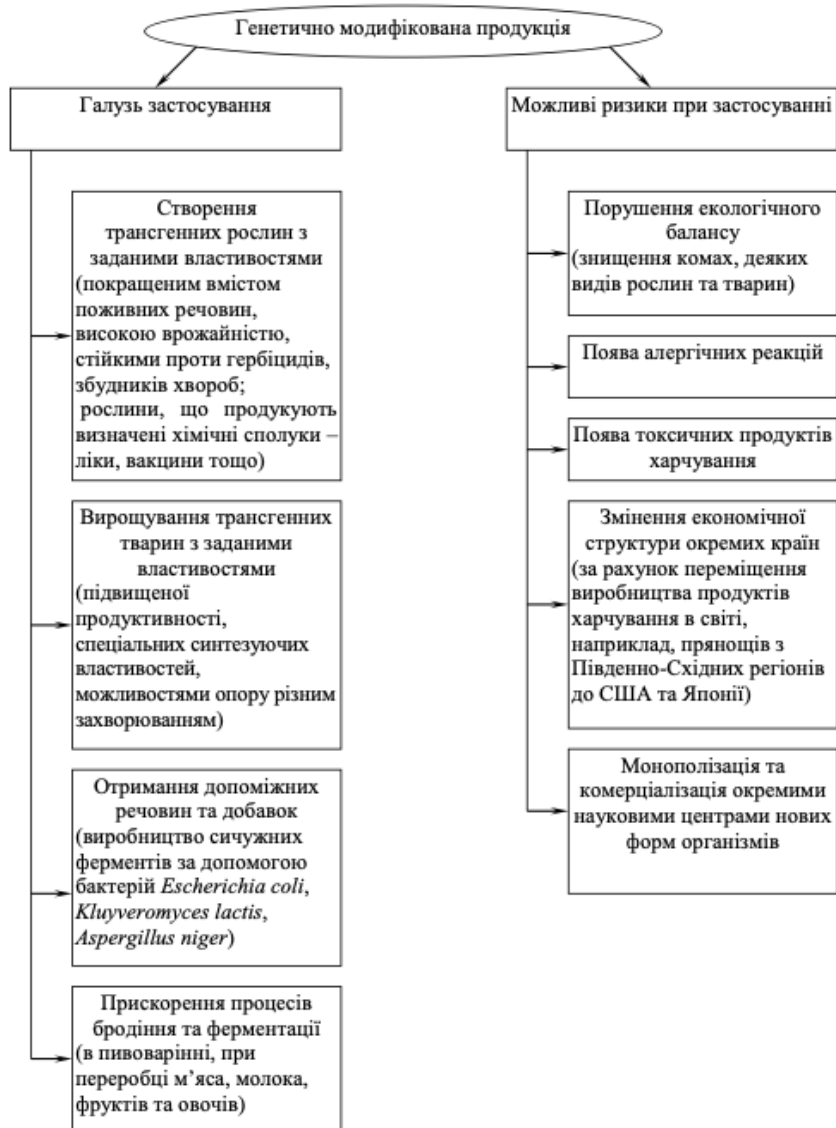 Генетично модифікована продукція
Галузь застосування
Створення
трансгенних рослин з
заданими властивостями
(покращеним вмістом
поживних речовин,
високою врожайністю,
стійкими проти гербіцидів,
збудників хвороб;
рослини, що продукують
визначені хімічні сполуки –
ліки, вакцини тощо)
Вирощування трансгенних
тварин з заданими
властивостями
(підвищеної
продуктивності,
спеціальних синтезуючих
властивостей,
можливостями опору різним
захворюванням)
Отримання допоміжних
речовин та добавок
(виробництво сичужних
ферментів за допомогою
бактерій Escherichia coli,
Kluyveromyces lactis,
Aspergillus niger)
Прискорення процесів
бродіння та ферментації
(в пивоварінні, при
переробці м’яса, молока,
фруктів та овочів)
Можливі ризики при застосуванні
Порушення екологічного
балансу
(знищення комах, деяких
видів рослин та тварин)
Поява алергічних реакцій
Поява токсичних продуктів
харчування
Змінення економічної
структури окремих країн
(за рахунок переміщення
виробництва продуктів
харчування в світі,
наприклад, прянощів з
Південно-Східних регіонів
до США та Японії)
Монополізація та
комерціалізація окремими
науковими центрами нових
форм організмів